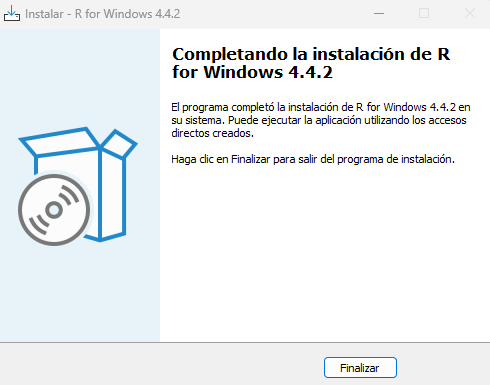 Instalar - R for Windows 4.4.2
Completando la instalación de R
for Windows 4.4.2
El programa completó la instalación de R for Windows 4.4.2 en
su sistema. Puede ejecutar la aplicación utilizando los accesos
directos creados.
Haga clic en Finalizar para salir del programa de instalación.
Finalizar